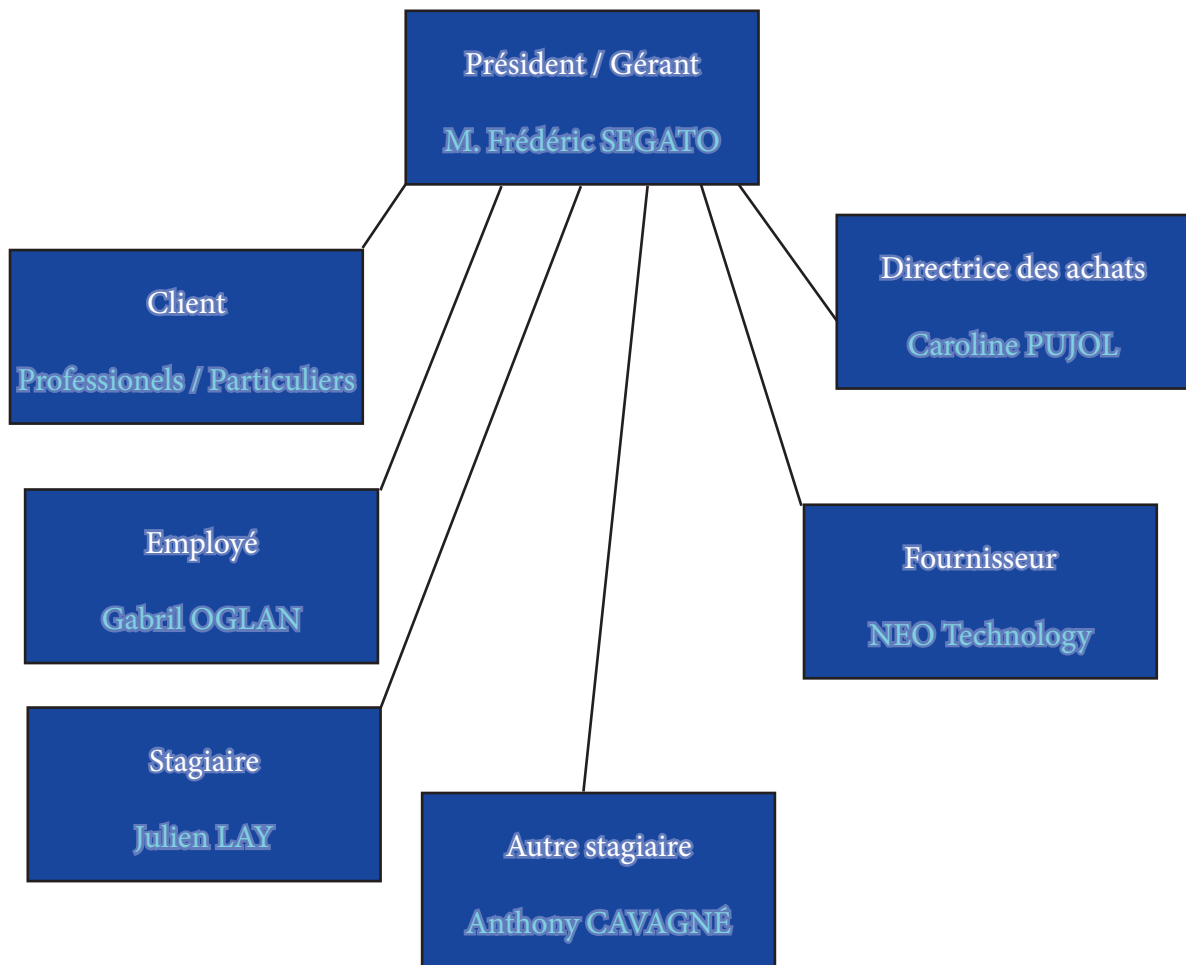 Président / Gérant
M. Frédéric SEGATO
Client
Professionels / Particuliers
Directrice des achats
Caroline PUJOL
Employé
Gabril OGLAN
Fournisseur
NEO Technology
Stagiaire
Julien LAY
Autre stagiaire
Anthony CAVAGNÉ